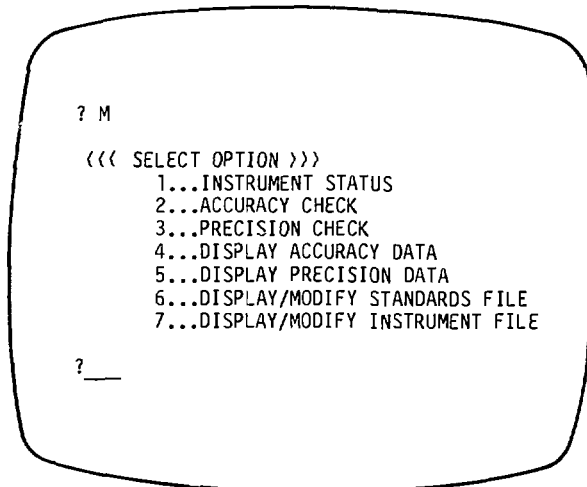 ? M
<<< SELECT OPTION >>>
1...INSTRUMENT STATUS
2...ACCURACY CHECK
3...PRECISION CHECK
4...DISPLAY ACCURACY DATA
5...DISPLAY PRECISION DATA
6...DISPLAY/MODIFY STANDARDS FILE
7...DISPLAY/MODIFY INSTRUMENT FILE
?___